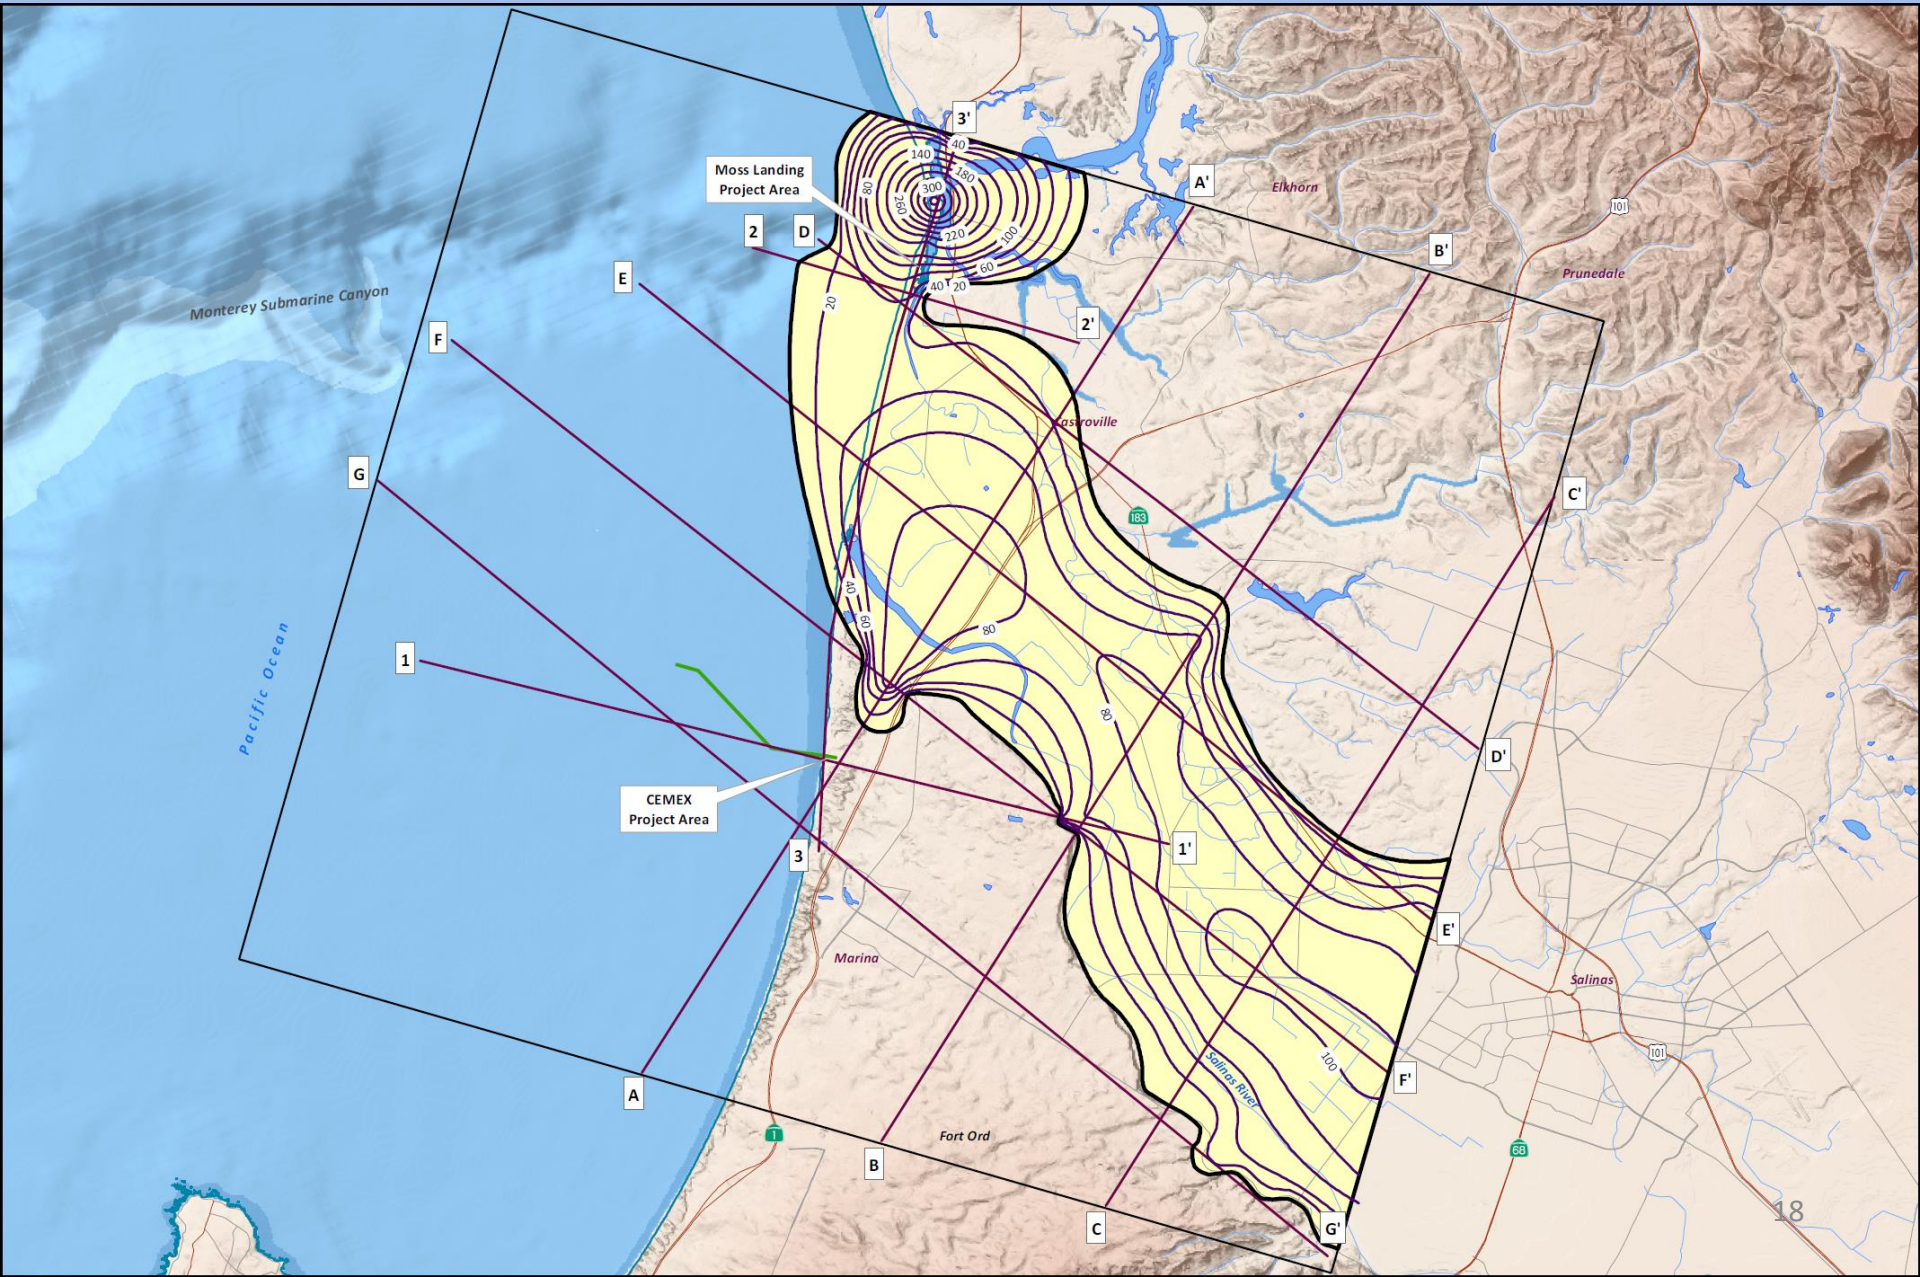 3'
40
140
Moss Landing
Project Area
180
80
300
260
A'
Elkhorn
101
2
D
220
100
B'
60
Prunedale
E
40
20
Monterey Submarine Canyon
20
F
2'
Castroville
G
C'
183
40
60
80
Pacific Ocean
1
80
D'
CEMEX
Project Area
3
1'
E'
Marina
Salinas
101
100
Salinas River
F'
A
1
Fort Ord
68
B
18
C
G'